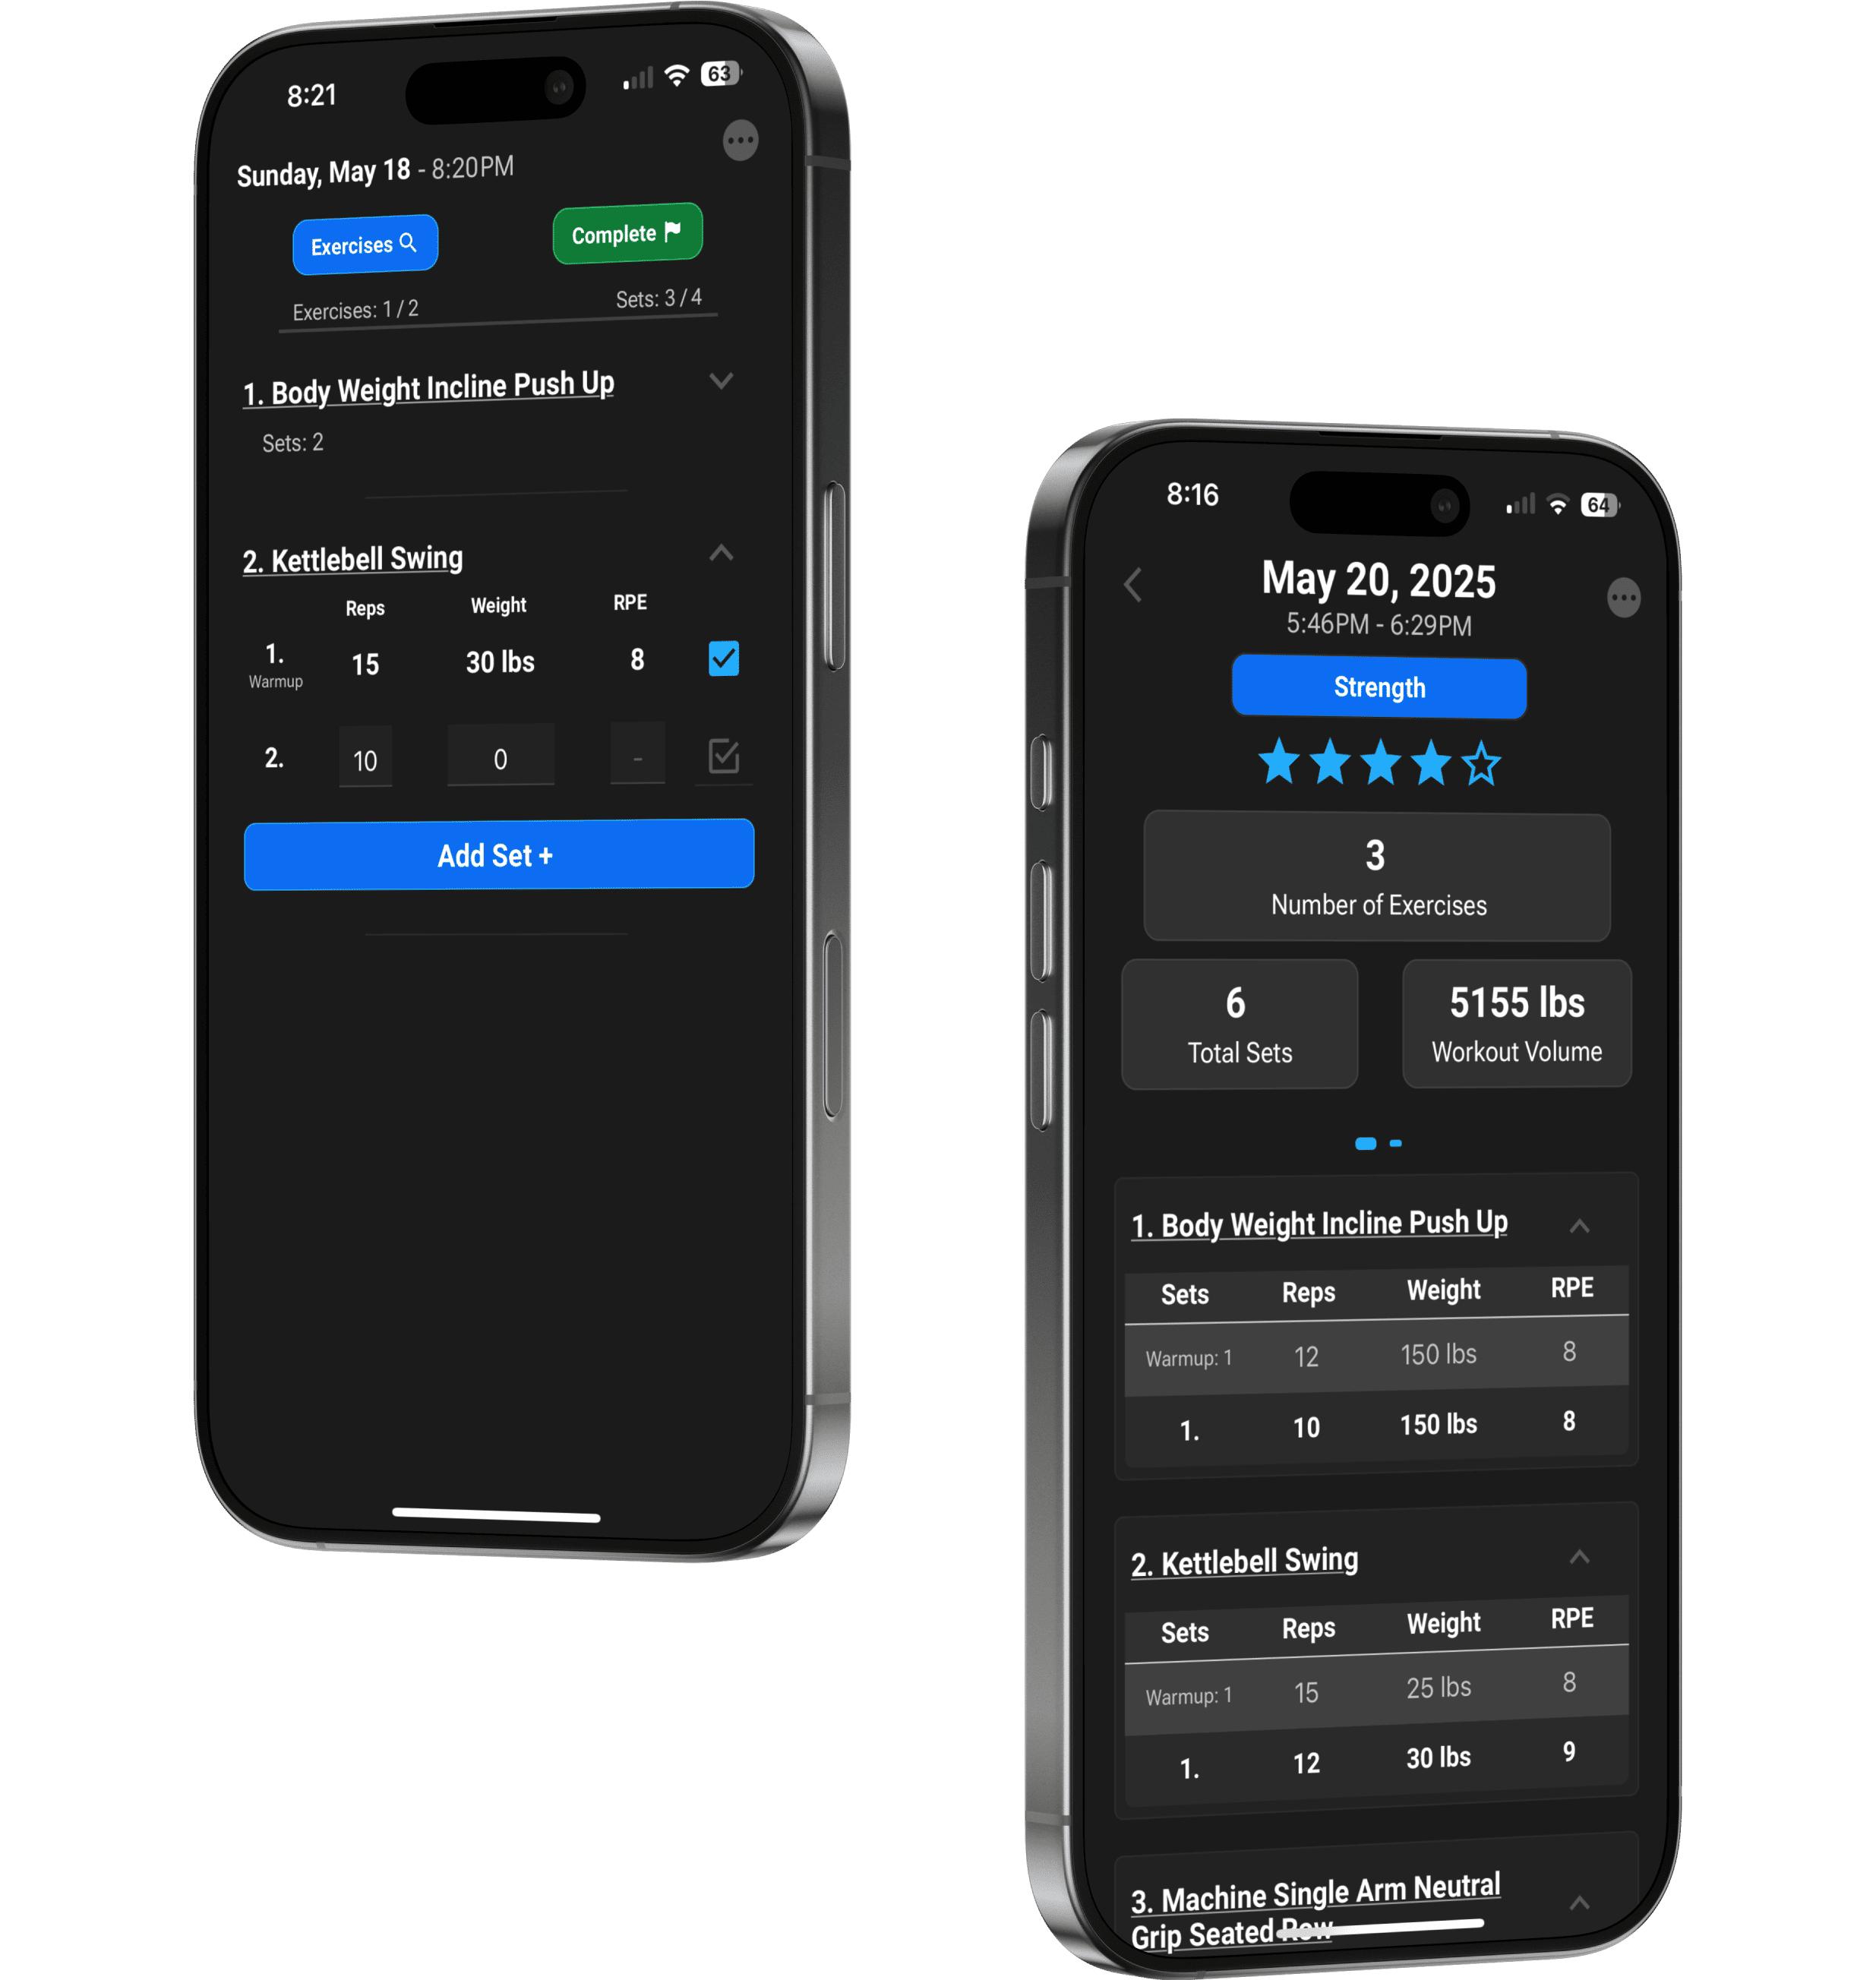 8:21 63
Sunday, May 18 - 8:20PM
Exercises Complete
Exercises: 1 / 2 Sets: 3 / 4
1. Body Weight Incline Push Up
Sets: 2
2. Kettlebell Swing
Reps Weight RPE
1. 15 30 lbs 8
Warmup
2. 10 0 -
Add Set +
8:16 64
May 20, 2025
5:46PM - 6:29PM
Strength
3
Number of Exercises
6 5155 lbs
Total Sets Workout Volume
1. Body Weight Incline Push Up
Sets Reps Weight RPE
Warmup: 1 12 150 lbs 8
1. 10 150 lbs 8
2. Kettlebell Swing
Sets Reps Weight RPE
Warmup: 1 15 25 lbs 8
1. 12 30 lbs 9
3. Machine Single Arm Neutral
Grip Seated Row